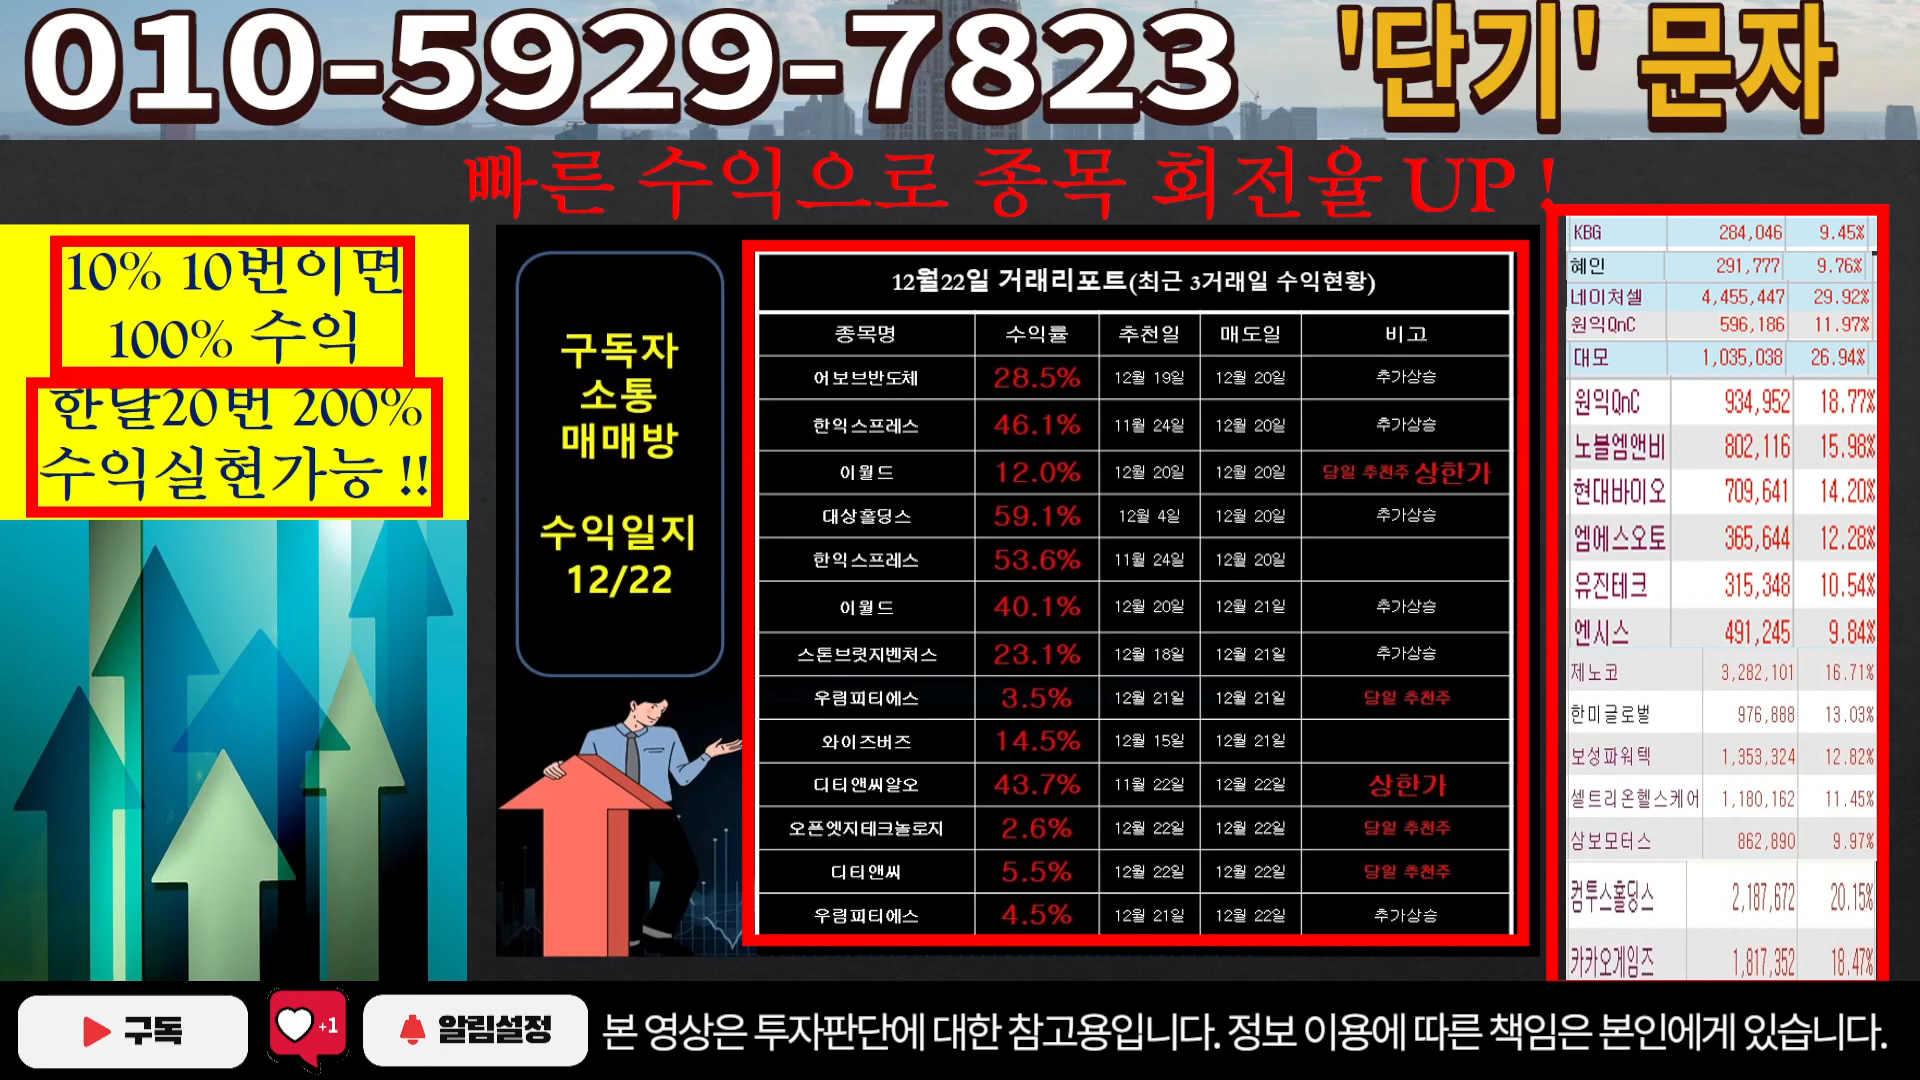 010-5929-7823 '단기' 문자
빠른 수익으로 종목 회전율 UP !
10% 10번이면
100% 수익
한달20번 200%
수익실현가능 !!
구독자
소통
매매방
수익일지
12/22
12월22일 거래리포트(최근 3거래일 수익현황)
종목명 수익률 추천일 매도일 비고
어보브반도체 28.5% 12월 19일 12월 20일 추가상승
한익스프레스 46.1% 11월 24일 12월 20일 추가상승
이월드 12.0% 12월 20일 12월 20일 당일 추천주 상한가
대상홀딩스 59.1% 12월 4일 12월 20일 추가상승
한익스프레스 53.6% 11월 24일 12월 20일
이월드 40.1% 12월 20일 12월 21일 추가상승
스톤브릿지벤처스 23.1% 12월 18일 12월 21일 추가상승
우림피티에스 3.5% 12월 21일 12월 21일 당일 추천주
와이즈버즈 14.5% 12월 15일 12월 21일
디티앤씨알오 43.7% 11월 22일 12월 22일 상한가
오픈엣지테크놀로지 2.6% 12월 22일 12월 22일 당일 추천주
디티앤씨 5.5% 12월 22일 12월 22일 당일 추천주
우림피티에스 4.5% 12월 21일 12월 22일 추가상승
KBG 284,046 9.45%
혜인 291,777 9.76%
네이처셀 4,455,447 29.92%
원익QnC 596,186 11.97%
대모 1,035,038 26.94%
원익QnC 934,952 18.77%
노블엠앤비 802,116 15.98%
현대바이오 709,641 14.20%
엠에스오토 365,644 12.28%
유진테크 315,348 10.54%
엔시스 491,245 9.84%
제노코 3,282,101 16.71%
한미글로벌 976,888 13.03%
보성파워텍 1,353,324 12.82%
셀트리온헬스케어 1,180,162 11.45%
삼보모터스 862,890 9.97%
컴투스홀딩스 2,187,672 20.15%
카카오게임즈 1,817,352 18.47%
구독 +1 알림설정 본 영상은 투자판단에 대한 참고용입니다. 정보 이용에 따른 책임은 본인에게 있습니다.